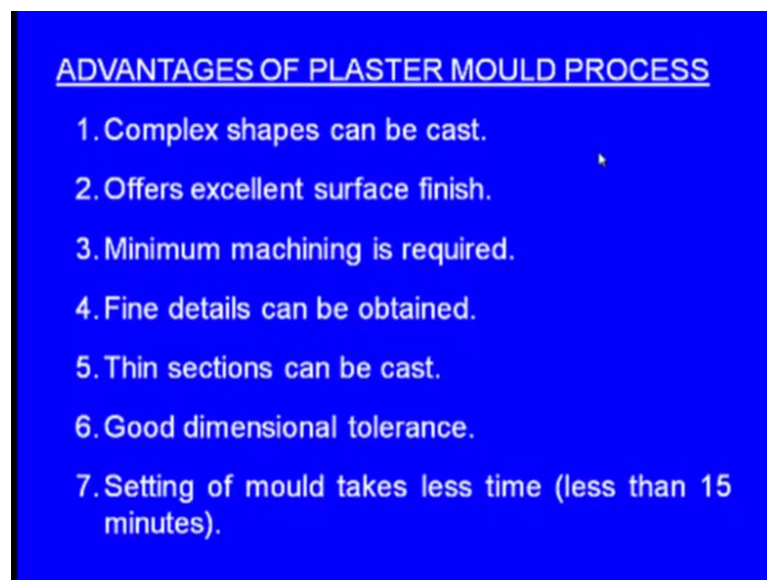 ADVANTAGES OF PLASTER MOULD PROCESS
1. Complex shapes can be cast.
2. Offers excellent surface finish.
3. Minimum machining is required.
4. Fine details can be obtained.
5. Thin sections can be cast.
6. Good dimensional tolerance.
7. Setting of mould takes less time (less than 15
minutes).